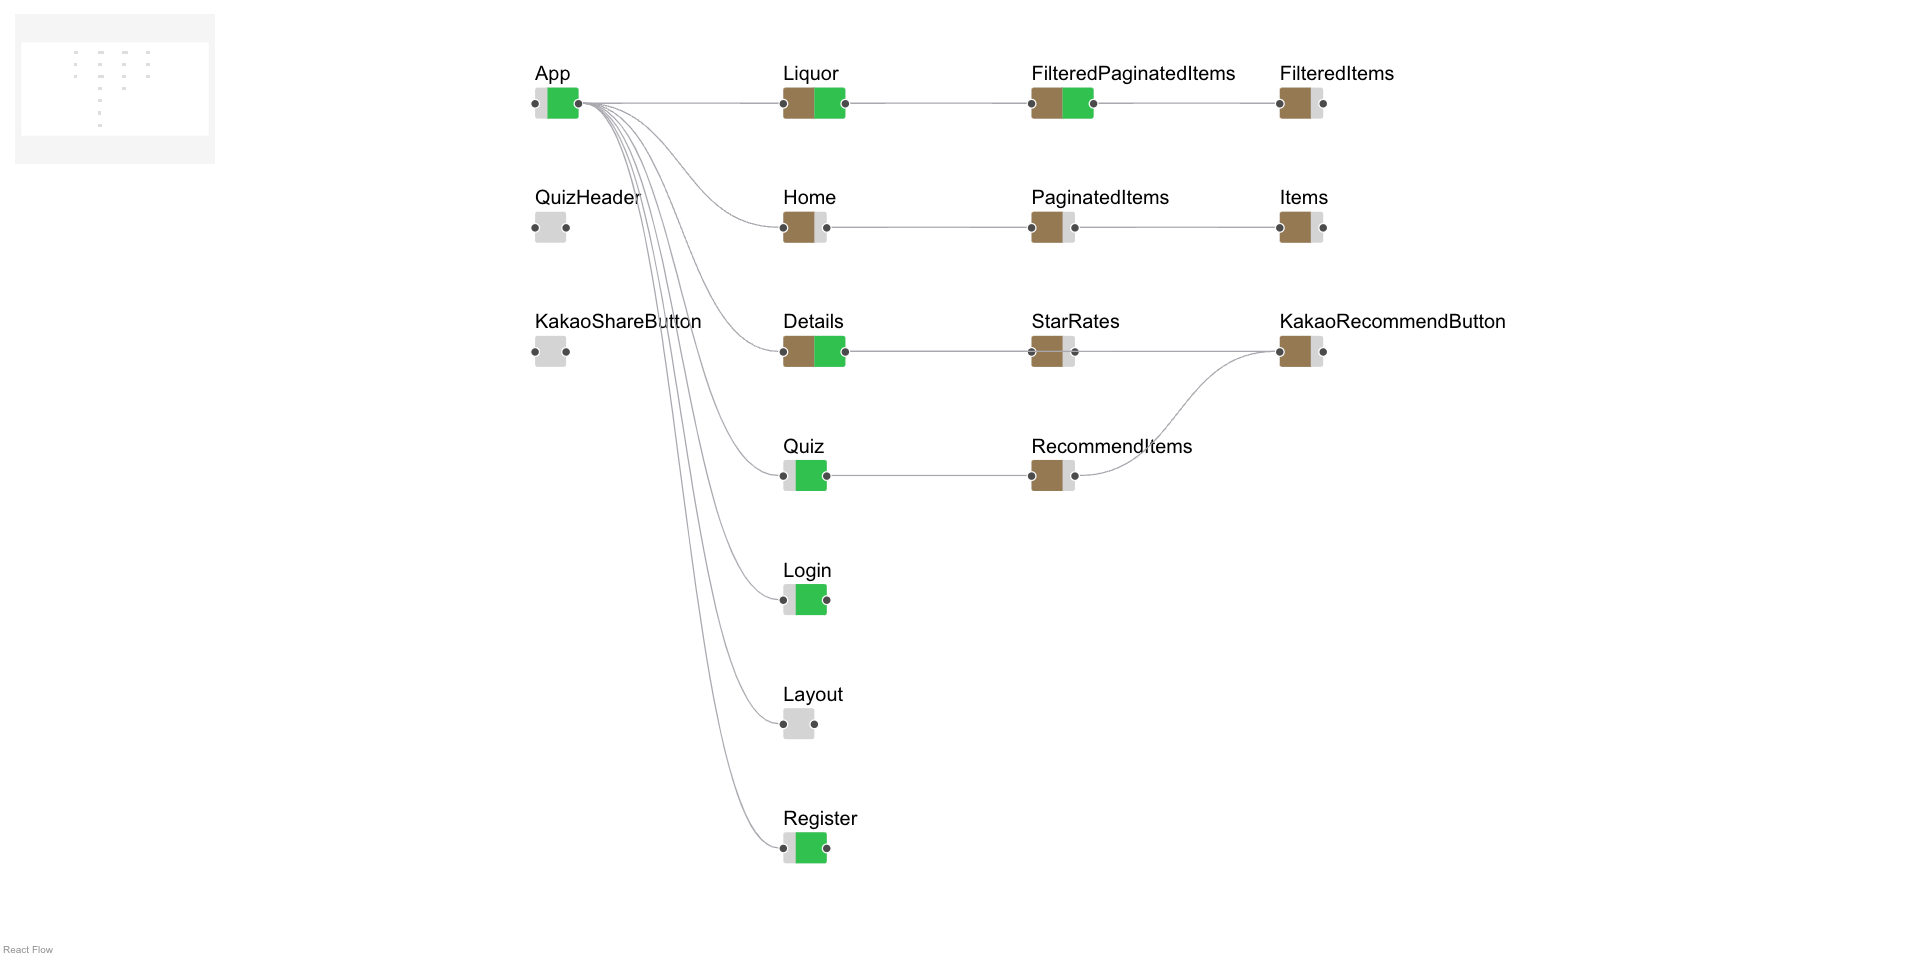 App
Liquor
FilteredPaginatedItems
FilteredItems
QuizHeader
Home
PaginatedItems
Items
KakaoShareButton
Details
StarRates
KakaoRecommendButton
Quiz
RecommendItems
Login
Layout
Register
React Flow